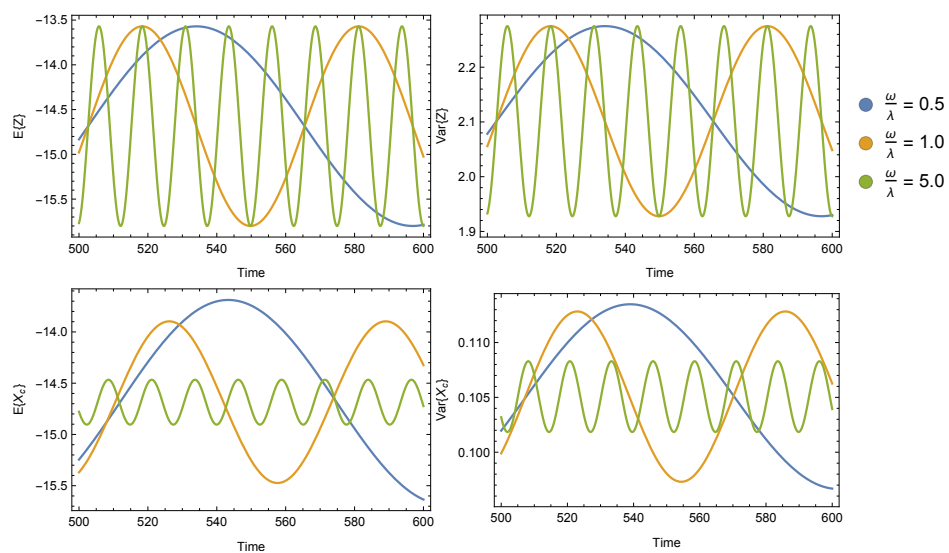 E{Z}
−13.5
−14.0
−14.5
−15.0
−15.5
500 520 540 560 580 600
Time
Var{Z}
2.2
2.1
2.0
1.9
500 520 540 560 580 600
Time
ω/λ = 0.5
ω/λ = 1.0
ω/λ = 5.0
E{X_c}
−14.0
−14.5
−15.0
−15.5
500 520 540 560 580 600
Time
Var{X_c}
0.110
0.105
0.100
500 520 540 560 580 600
Time